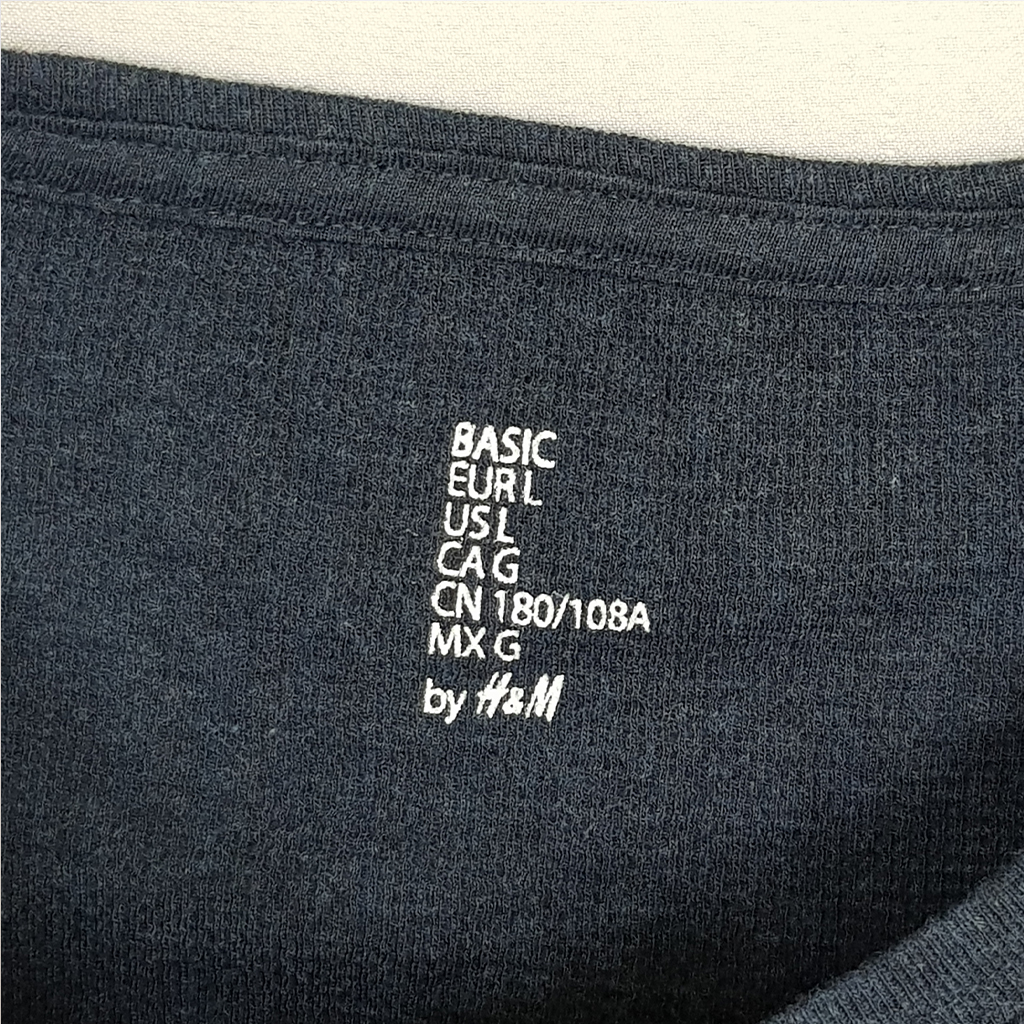 BASIC
EUR L
US L
CA G
CN 180/108A
MX G
by H&M